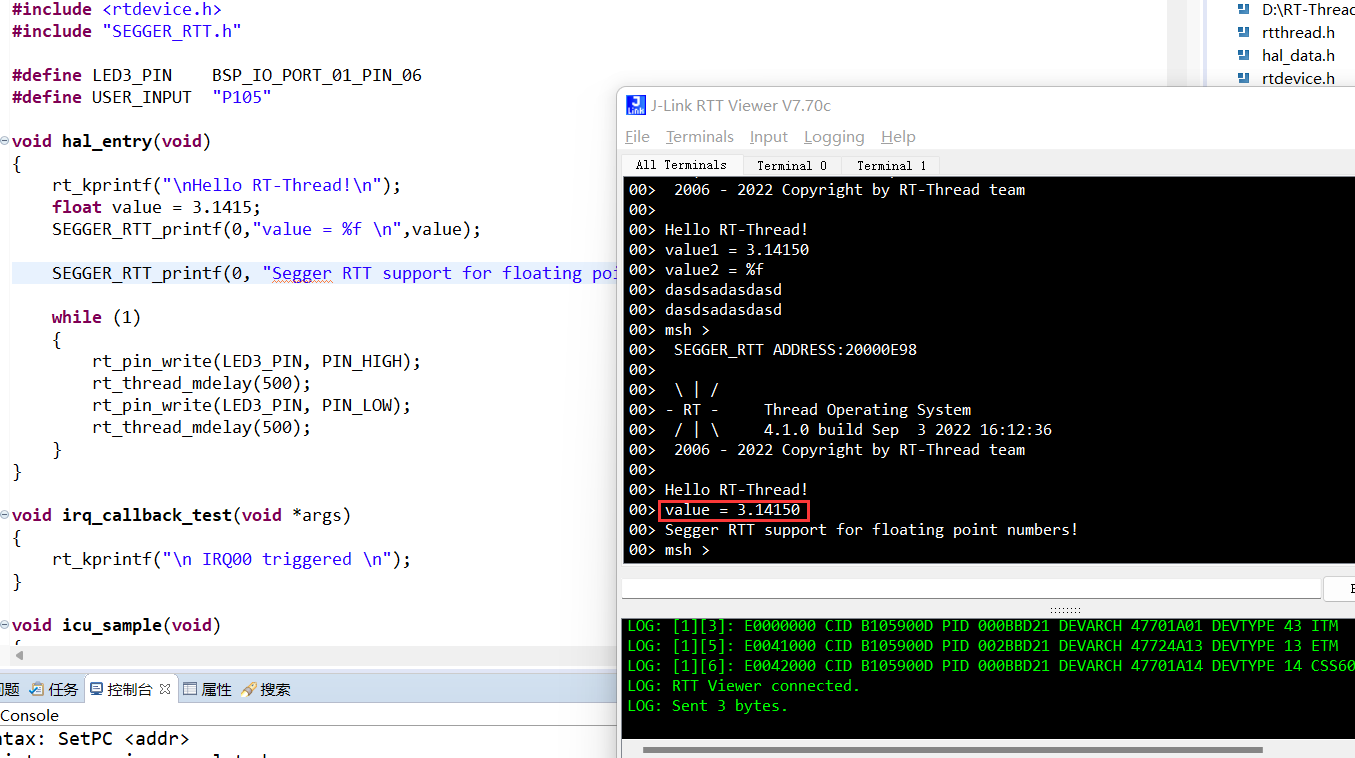 #include <rtdevice.h>
#include "SEGGER_RTT.h"
#define LED3_PIN    BSP_IO_PORT_01_PIN_06
#define USER_INPUT  "P105"
void hal_entry(void)
{
    rt_kprintf("\nHello RT-Thread!\n");
    float value = 3.1415;
    SEGGER_RTT_printf(0,"value = %f \n",value);
    SEGGER_RTT_printf(0, "Segger RTT support for floating poi
    while (1)
    {
        rt_pin_write(LED3_PIN, PIN_HIGH);
        rt_thread_mdelay(500);
        rt_pin_write(LED3_PIN, PIN_LOW);
        rt_thread_mdelay(500);
    }
}
void irq_callback_test(void *args)
{
    rt_kprintf("\n IRQ00 triggered \n");
}
void icu_sample(void)
{
D:\RT-Thread
rtthread.h
hal_data.h
rtdevice.h
J-Link RTT Viewer V7.70c
File Terminals Input Logging Help
All Terminals Terminal 0 Terminal 1
00>  2006 - 2022 Copyright by RT-Thread team
00>
00> Hello RT-Thread!
00> value1 = 3.14150
00> value2 = %f
00> dasdsadasdasd
00> dasdsadasdasd
00> msh >
00>  SEGGER_RTT ADDRESS:20000E98
00>
00>  \ | /
00> - RT -     Thread Operating System
00>  / | \     4.1.0 build Sep  3 2022 16:12:36
00>  2006 - 2022 Copyright by RT-Thread team
00>
00> Hello RT-Thread!
00> value = 3.14150
00> Segger RTT support for floating point numbers!
00> msh >
LOG: [1][3]: E0000000 CID B105900D PID 000BBD21 DEVARCH 47701A01 DEVTYPE 43 ITM
LOG: [1][5]: E0041000 CID B105900D PID 002BBD21 DEVARCH 47724A13 DEVTYPE 13 ETM
LOG: [1][6]: E0042000 CID B105900D PID 000BBD21 DEVARCH 47701A14 DEVTYPE 14 CSS60
LOG: RTT Viewer connected.
LOG: Sent 3 bytes.
问题 任务 控制台 属性 搜索
Console
ntax: SetPC <addr>